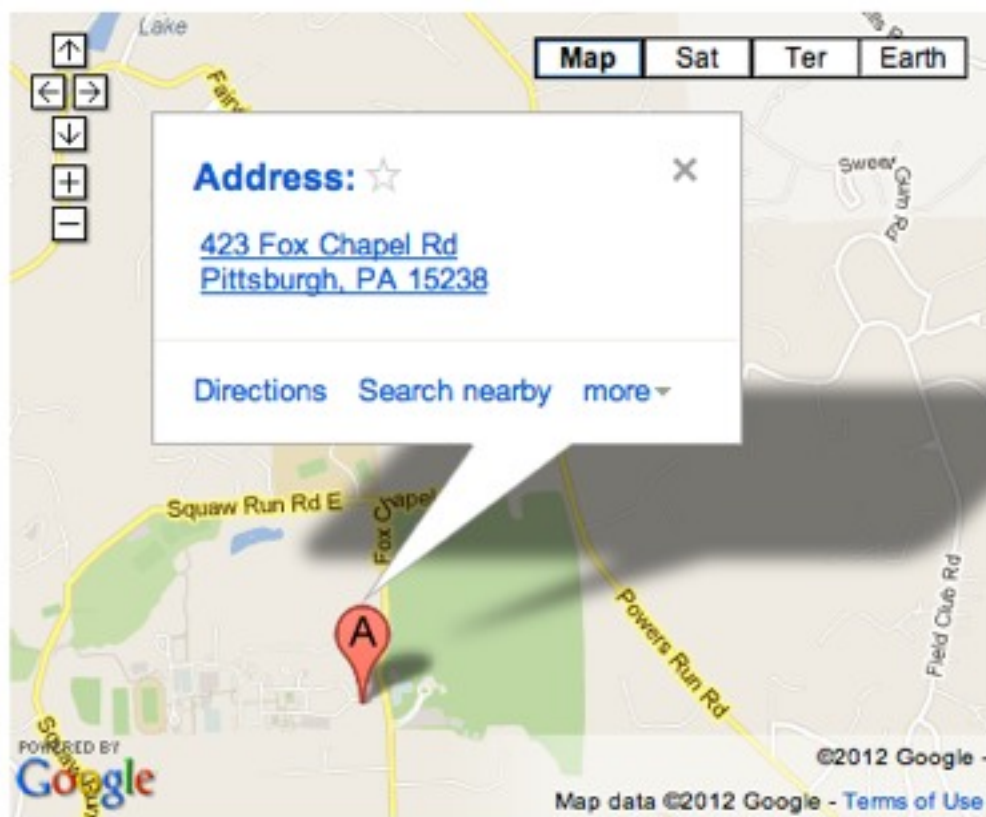 Lake
Map Sat Ter Earth
Address:
423 Fox Chapel Rd
Pittsburgh, PA 15238
Directions Search nearby more
Sweet Gum Rd
Squaw Run Rd E
Fox Chapel
A
Powers Run Rd
Field Club Rd
POWERED BY
Google
©2012 Google -
Map data ©2012 Google - Terms of Use